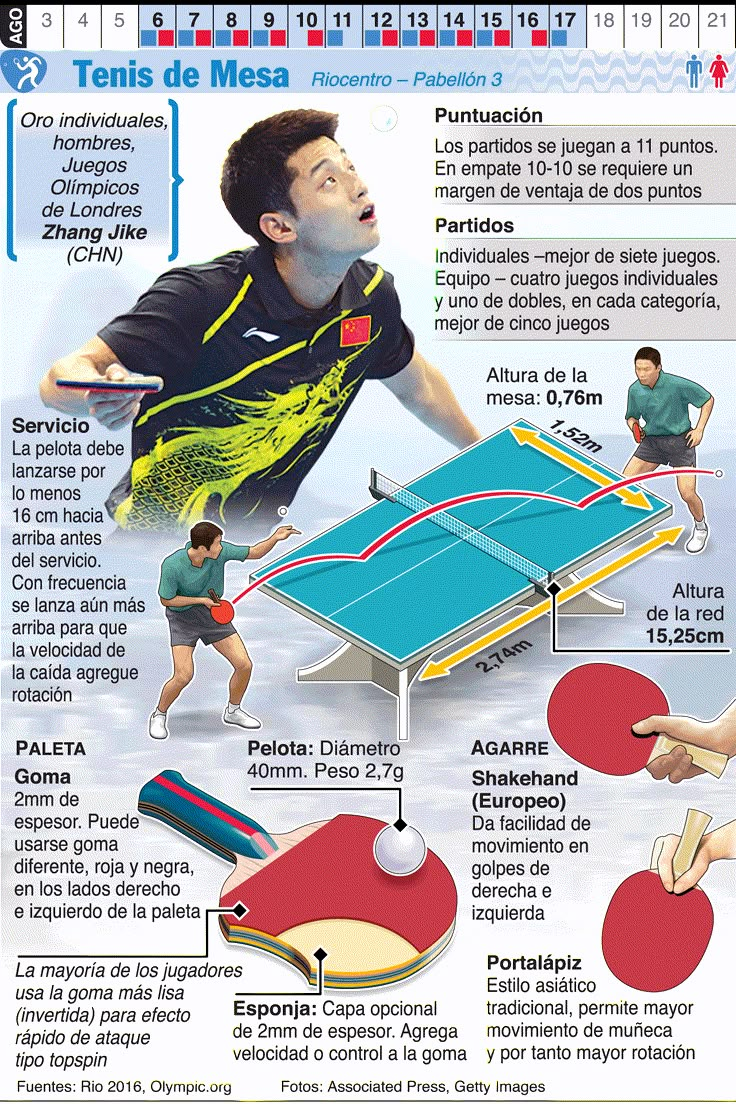 AGO 3 4 5 6 7 8 9 10 11 12 13 14 15 16 17 18 19 20 21
Tenis de Mesa Riocentro – Pabellón 3
Oro individuales,
hombres,
Juegos
Olímpicos
de Londres
Zhang Jike
(CHN)
Puntuación
Los partidos se juegan a 11 puntos.
En empate 10-10 se requiere un
margen de ventaja de dos puntos
Partidos
Individuales –mejor de siete juegos.
Equipo – cuatro juegos individuales
y uno de dobles, en cada categoría,
mejor de cinco juegos
Altura de la
mesa: 0,76m
1,52m
Servicio
La pelota debe
lanzarse por
lo menos
16 cm hacia
arriba antes
del servicio.
Con frecuencia
se lanza aún más
arriba para que
la velocidad de
la caída agregue
rotación
Altura
de la red
15,25cm
2,74m
PALETA
Goma
2mm de
espesor. Puede
usarse goma
diferente, roja y negra,
en los lados derecho
e izquierdo de la paleta
Pelota: Diámetro
40mm. Peso 2,7g
AGARRE
Shakehand
(Europeo)
Da facilidad de
movimiento en
golpes de
derecha e
izquierda
La mayoría de los jugadores
usa la goma más lisa
(invertida) para efecto
rápido de ataque
tipo topspin
Esponja: Capa opcional
de 2mm de espesor. Agrega
velocidad o control a la goma
Portalápiz
Estilo asiático
tradicional, permite mayor
movimiento de muñeca
y por tanto mayor rotación
Fuentes: Rio 2016, Olympic.org Fotos: Associated Press, Getty Images